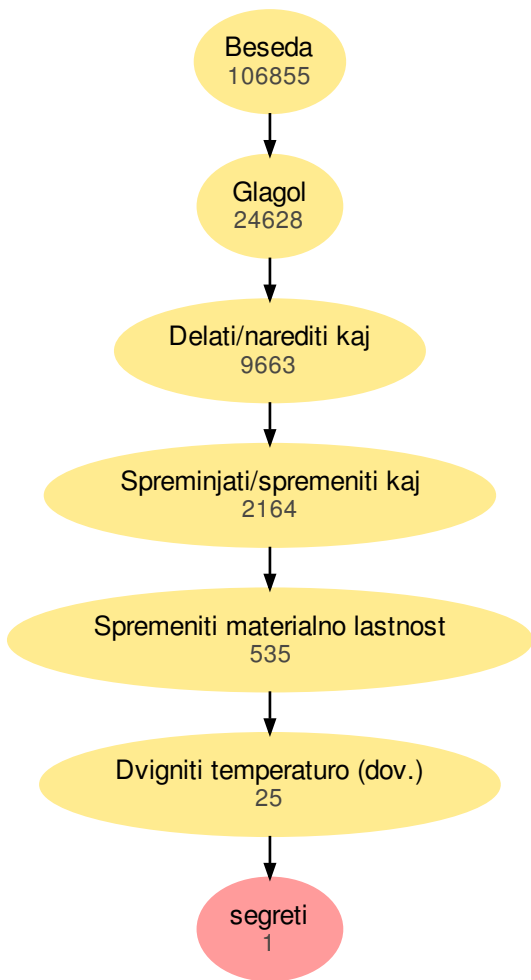 Beseda
106855
Glagol
24628
Delati/narediti kaj
9663
Spreminjati/spremeniti kaj
2164
Spremeniti materialno lastnost
535
Dvigniti temperaturo (dov.)
25
segreti
1